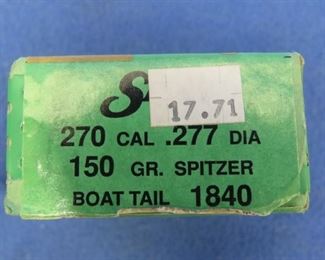 17.71
270 CAL .277 DIA
150 GR. SPITZER
BOAT TAIL 1840